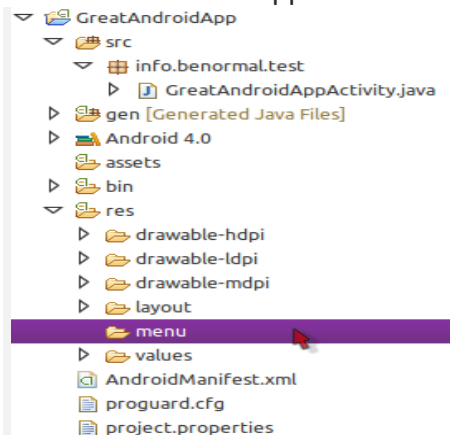 GreatAndroidApp
src
info.benormal.test
GreatAndroidAppActivity.java
gen [Generated Java Files]
Android 4.0
assets
bin
res
drawable-hdpi
drawable-ldpi
drawable-mdpi
layout
menu
values
AndroidManifest.xml
proguard.cfg
project.properties